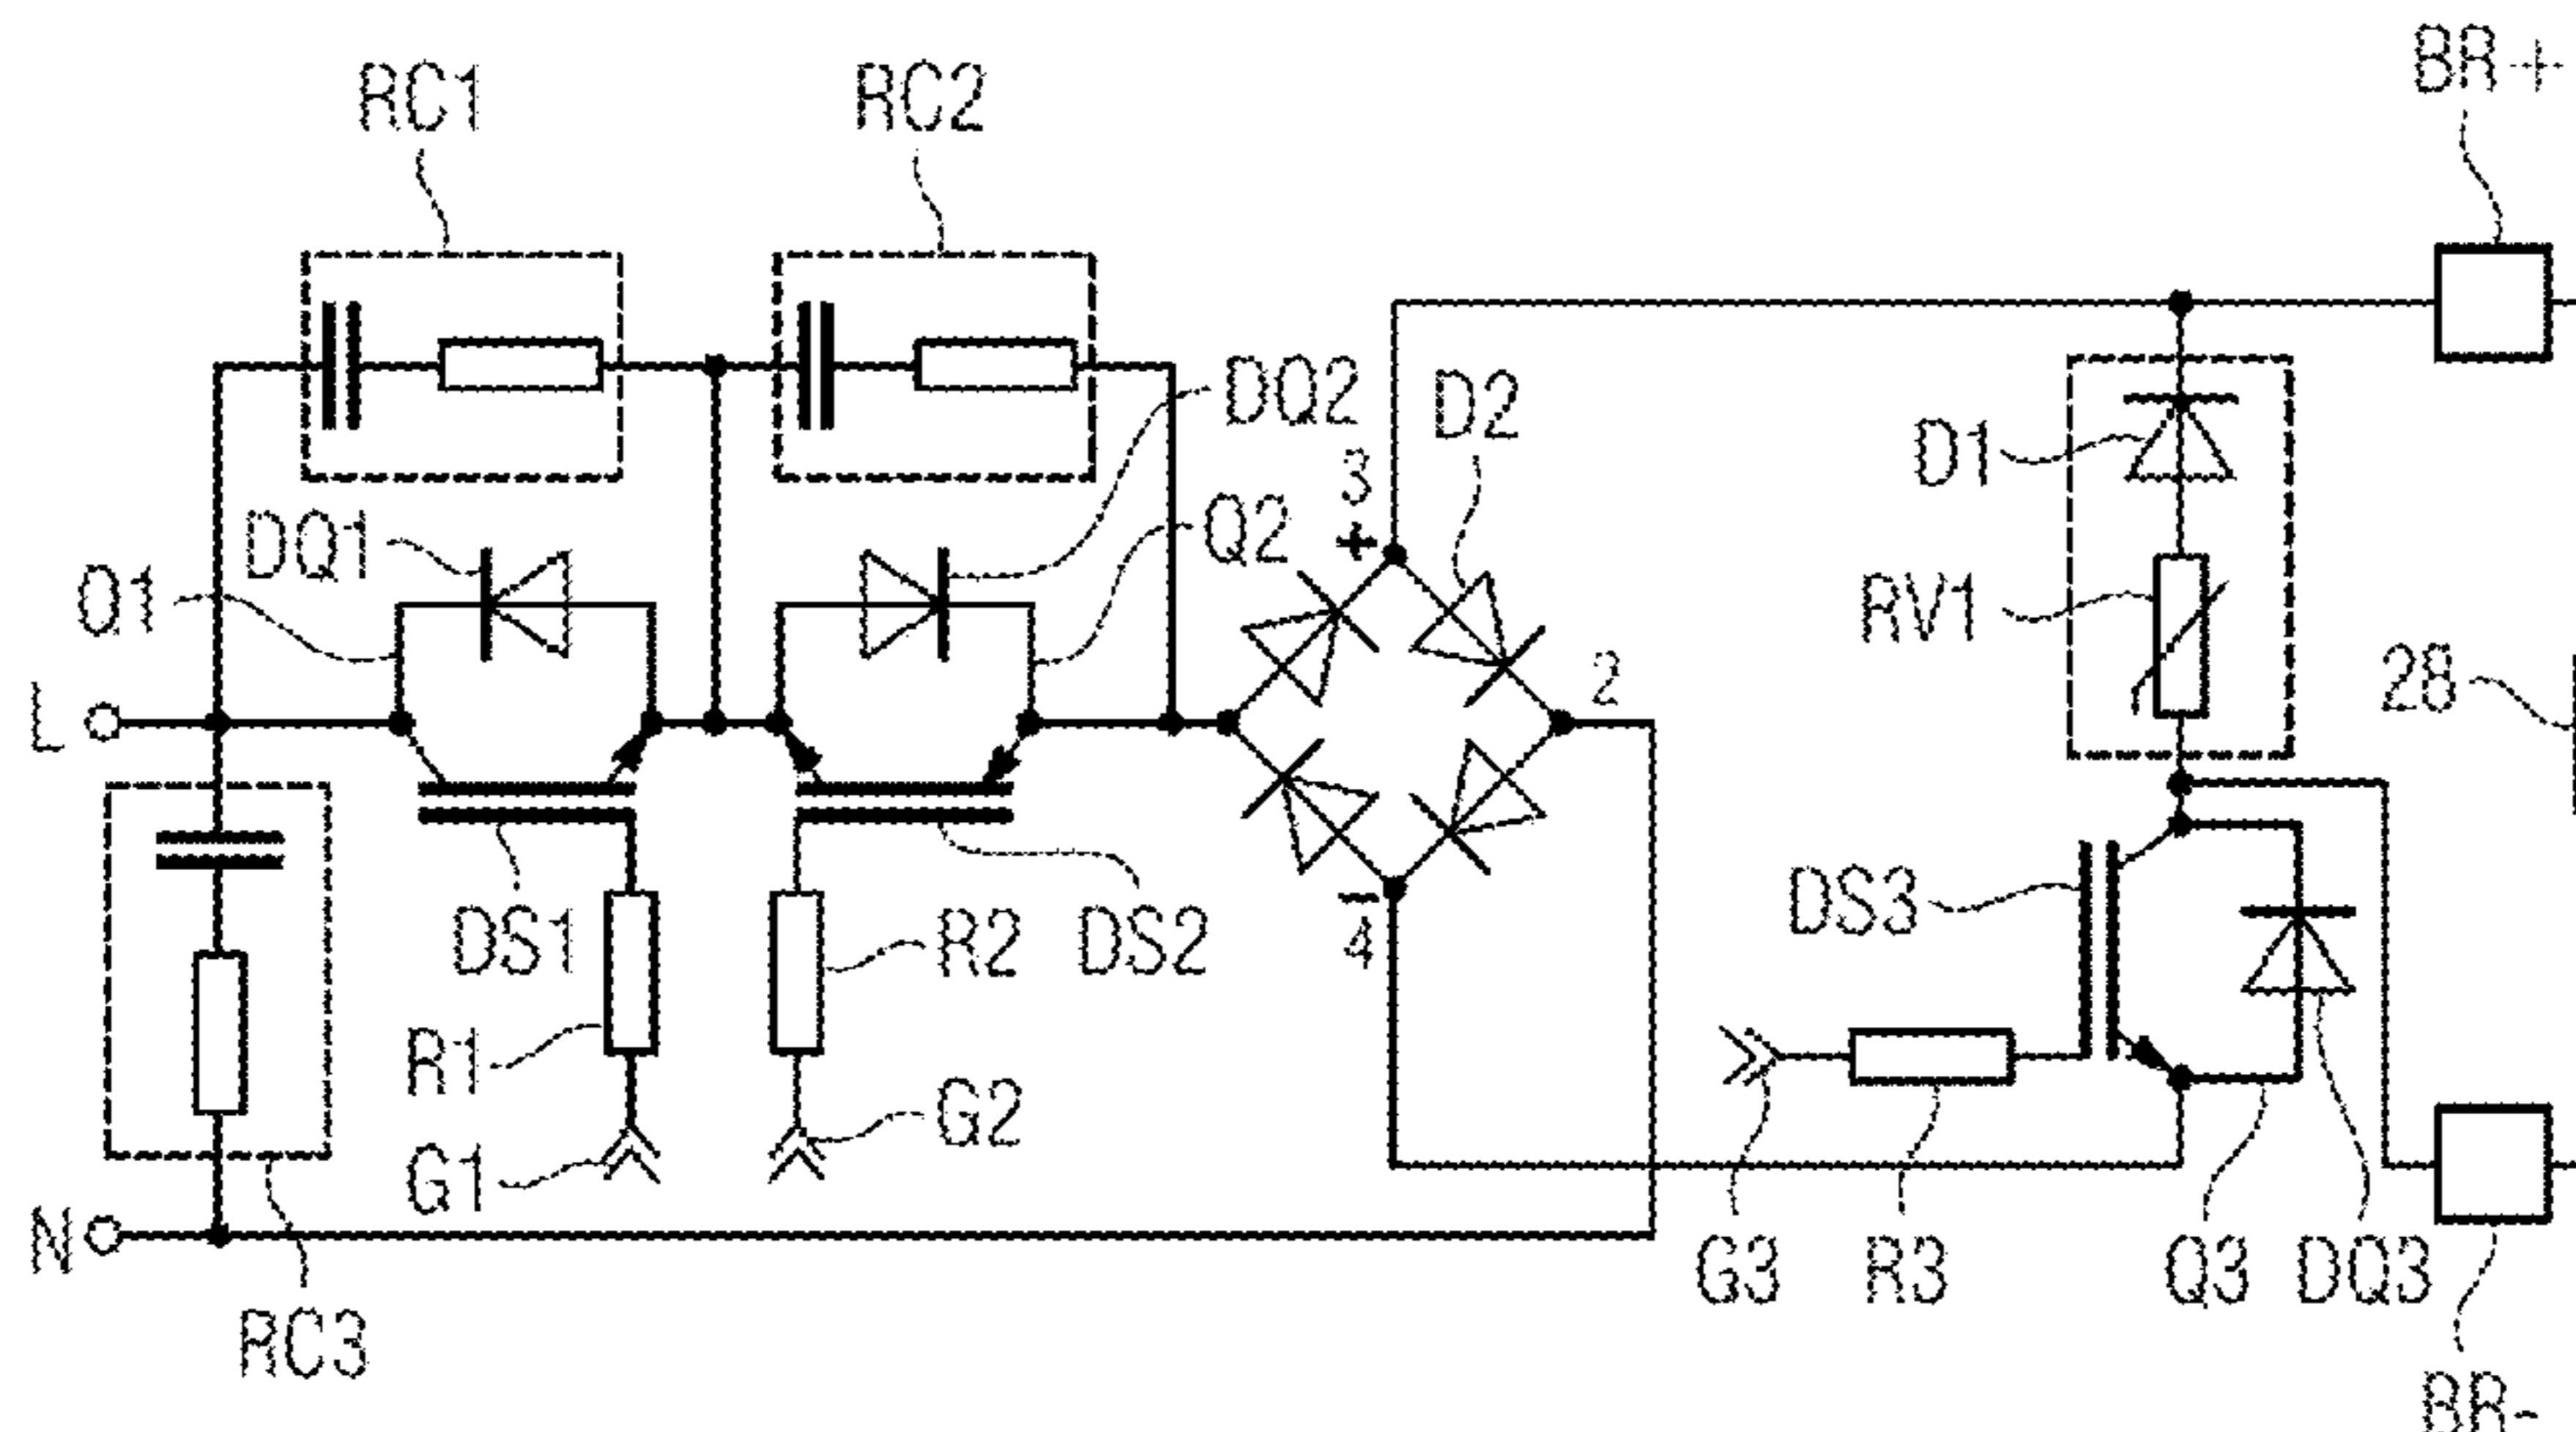 BR+
RC1
RC2
DQ2
D2
D1
3
+
DQ1
Q2
Q1
RV1
2
28
L
DS3
DS1
R2
DS2
-
4
R1
G2
G1
N
G3
R3
Q3
DQ3
RC3
BR-